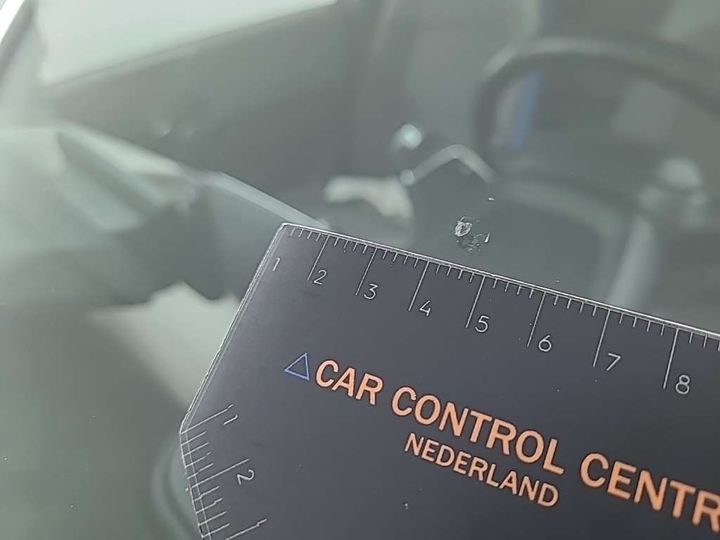 1 2 3 4 5 6 7 8
CAR CONTROL CENTR
NEDERLAND
1
2